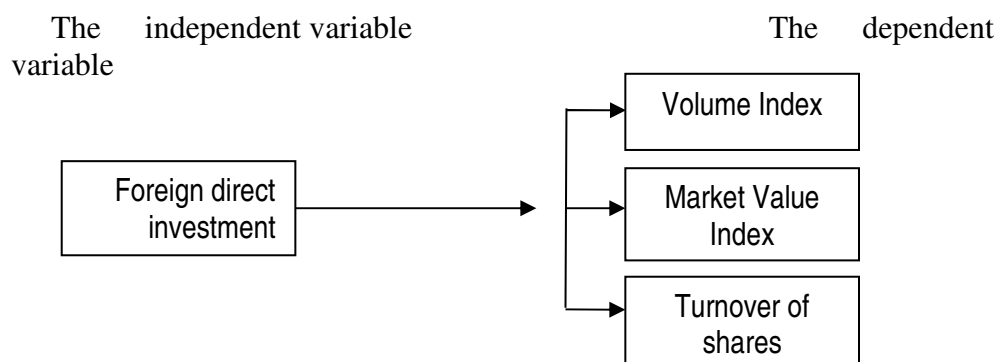 The independent variable The dependent
variable
Volume Index
Foreign direct
investment
Market Value
Index
Turnover of
shares